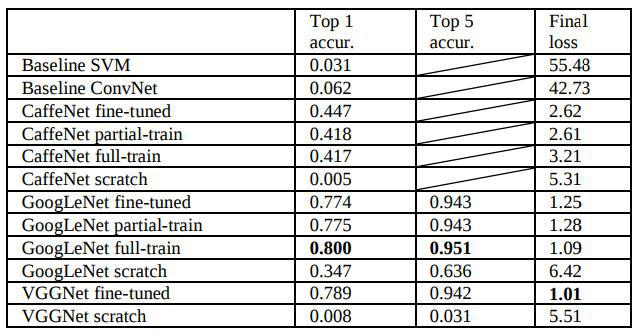 Top 1 accur. Top 5 accur. Final loss
Baseline SVM 0.031 55.48
Baseline ConvNet 0.062 42.73
CaffeNet fine-tuned 0.447 2.62
CaffeNet partial-train 0.418 2.61
CaffeNet full-train 0.417 3.21
CaffeNet scratch 0.005 5.31
GoogLeNet fine-tuned 0.774 0.943 1.25
GoogLeNet partial-train 0.775 0.943 1.28
GoogLeNet full-train 0.800 0.951 1.09
GoogLeNet scratch 0.347 0.636 6.42
VGGNet fine-tuned 0.789 0.942 1.01
VGGNet scratch 0.008 0.031 5.51